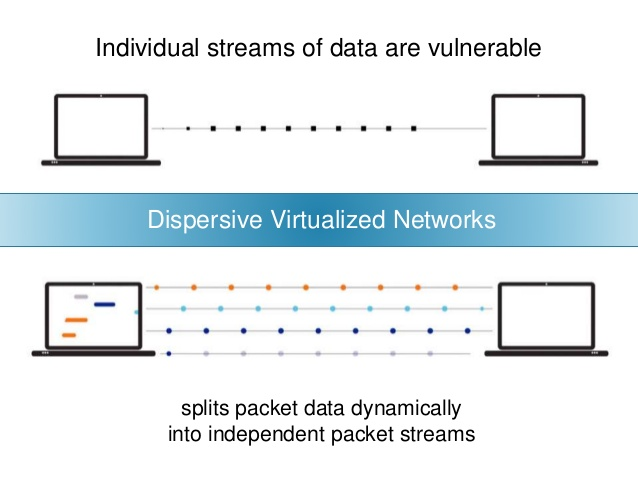 Individual streams of data are vulnerable
Dispersive Virtualized Networks
splits packet data dynamically
into independent packet streams